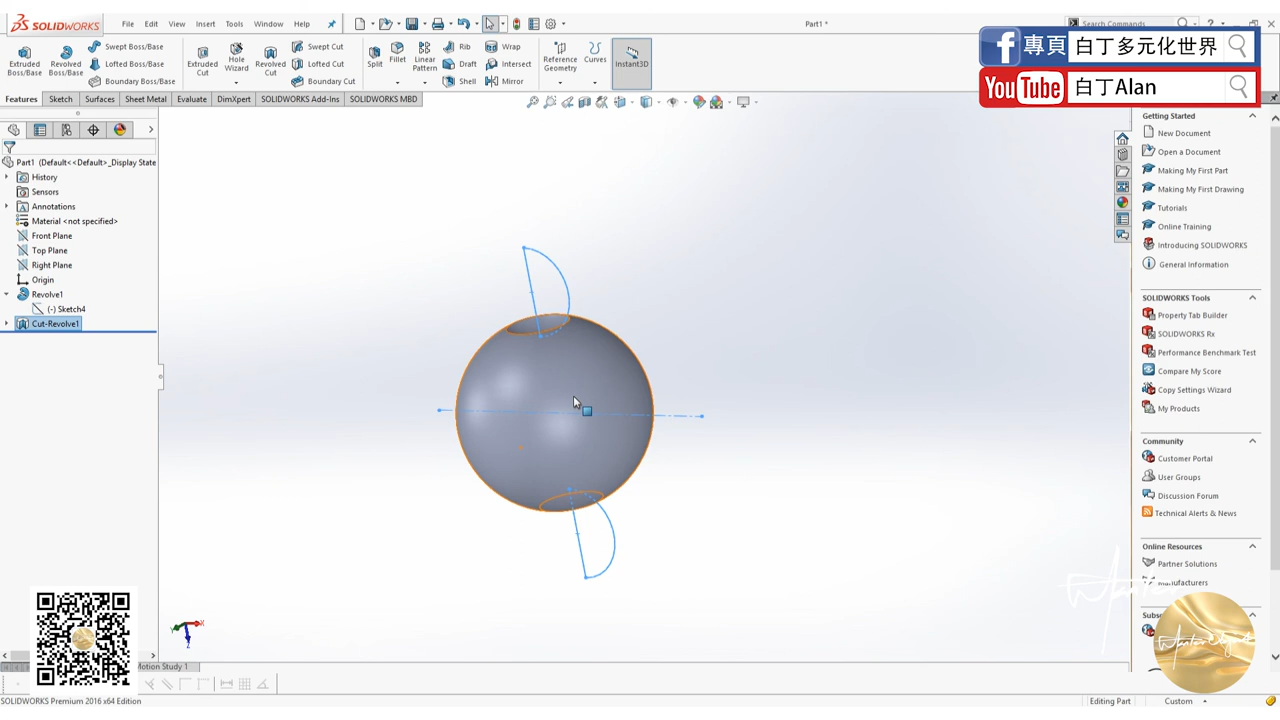 SOLIDWORKS
File Edit View Insert Tools Window Help
Part1 *
Search Commands
專頁 白丁多元化世界
YouTube 白丁Alan
Extruded Boss/Base
Revolved Boss/Base
Swept Boss/Base
Lofted Boss/Base
Boundary Boss/Base
Extruded Cut
Hole Wizard
Revolved Cut
Swept Cut
Lofted Cut
Boundary Cut
Split
Fillet
Linear Pattern
Rib
Draft
Shell
Wrap
Intersect
Mirror
Reference Geometry
Curves
Instant3D
Features Sketch Surfaces Sheet Metal Evaluate DimXpert SOLIDWORKS Add-Ins SOLIDWORKS MBD
Part1 (Default<<Default>_Display State
History
Sensors
Annotations
Material <not specified>
Front Plane
Top Plane
Right Plane
Origin
Revolve1
(-) Sketch4
Cut-Revolve1
Getting Started
New Document
Open a Document
Making My First Part
Making My First Drawing
Tutorials
Online Training
Introducing SOLIDWORKS
General Information
SOLIDWORKS Tools
Property Tab Builder
SOLIDWORKS Rx
Performance Benchmark Test
Compare My Score
Copy Settings Wizard
My Products
Community
Customer Portal
User Groups
Discussion Forum
Technical Alerts & News
Online Resources
Partner Solutions
Manufacturers
Subs
Motion Study 1
SOLIDWORKS Premium 2016 x64 Edition
Editing Part
Custom